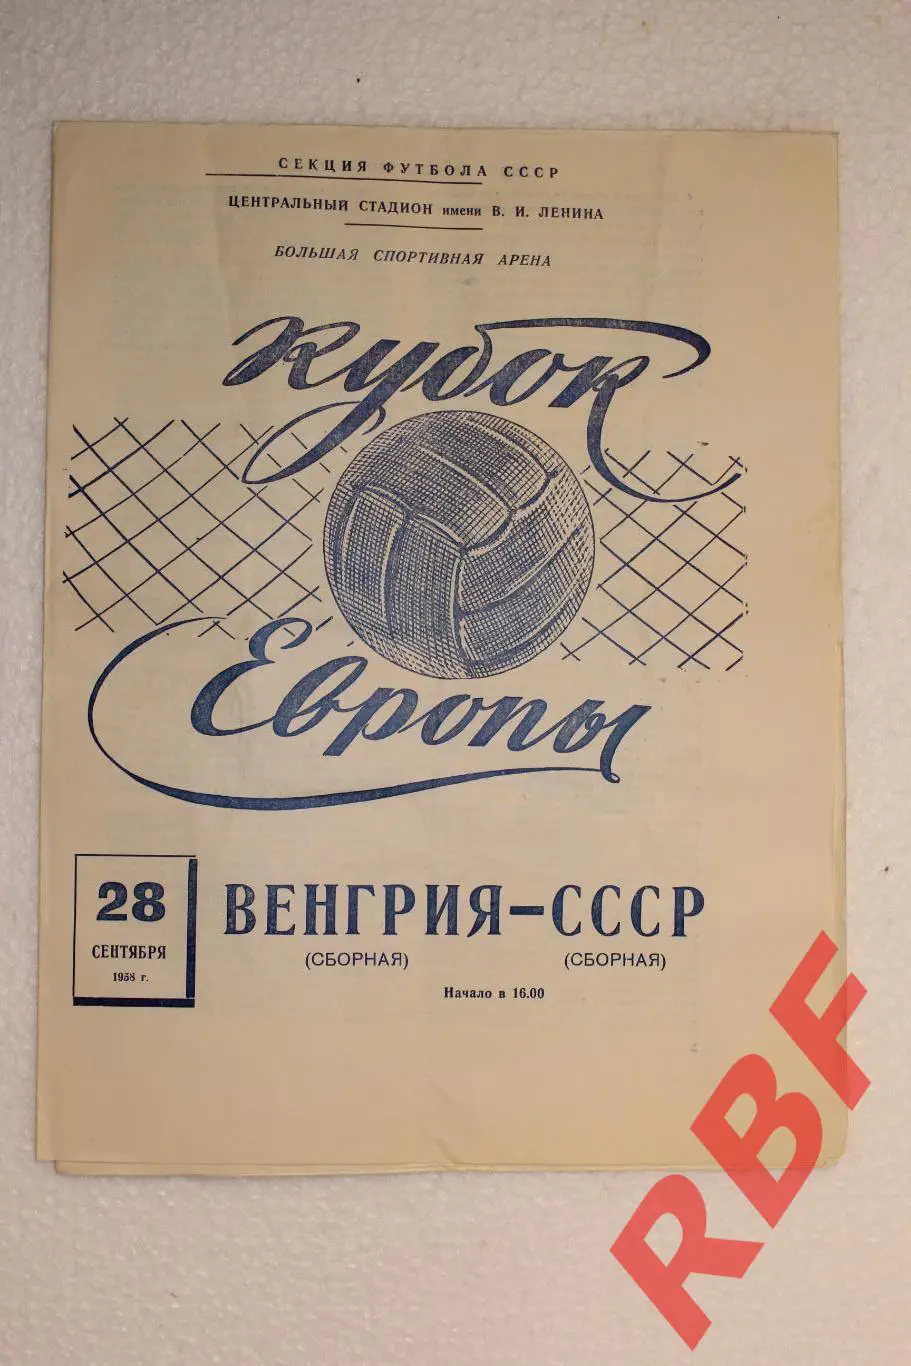 СЕКЦИЯ ФУТБОЛА СССР
ЦЕНТРАЛЬНЫЙ СТАДИОН имени В. И. ЛЕНИНА
БОЛЬШАЯ СПОРТИВНАЯ АРЕНА
Кубок
Европы
28
СЕНТЯБРЯ
1958 г.
ВЕНГРИЯ–СССР
(СБОРНАЯ) (СБОРНАЯ)
Начало в 16.00
RBF